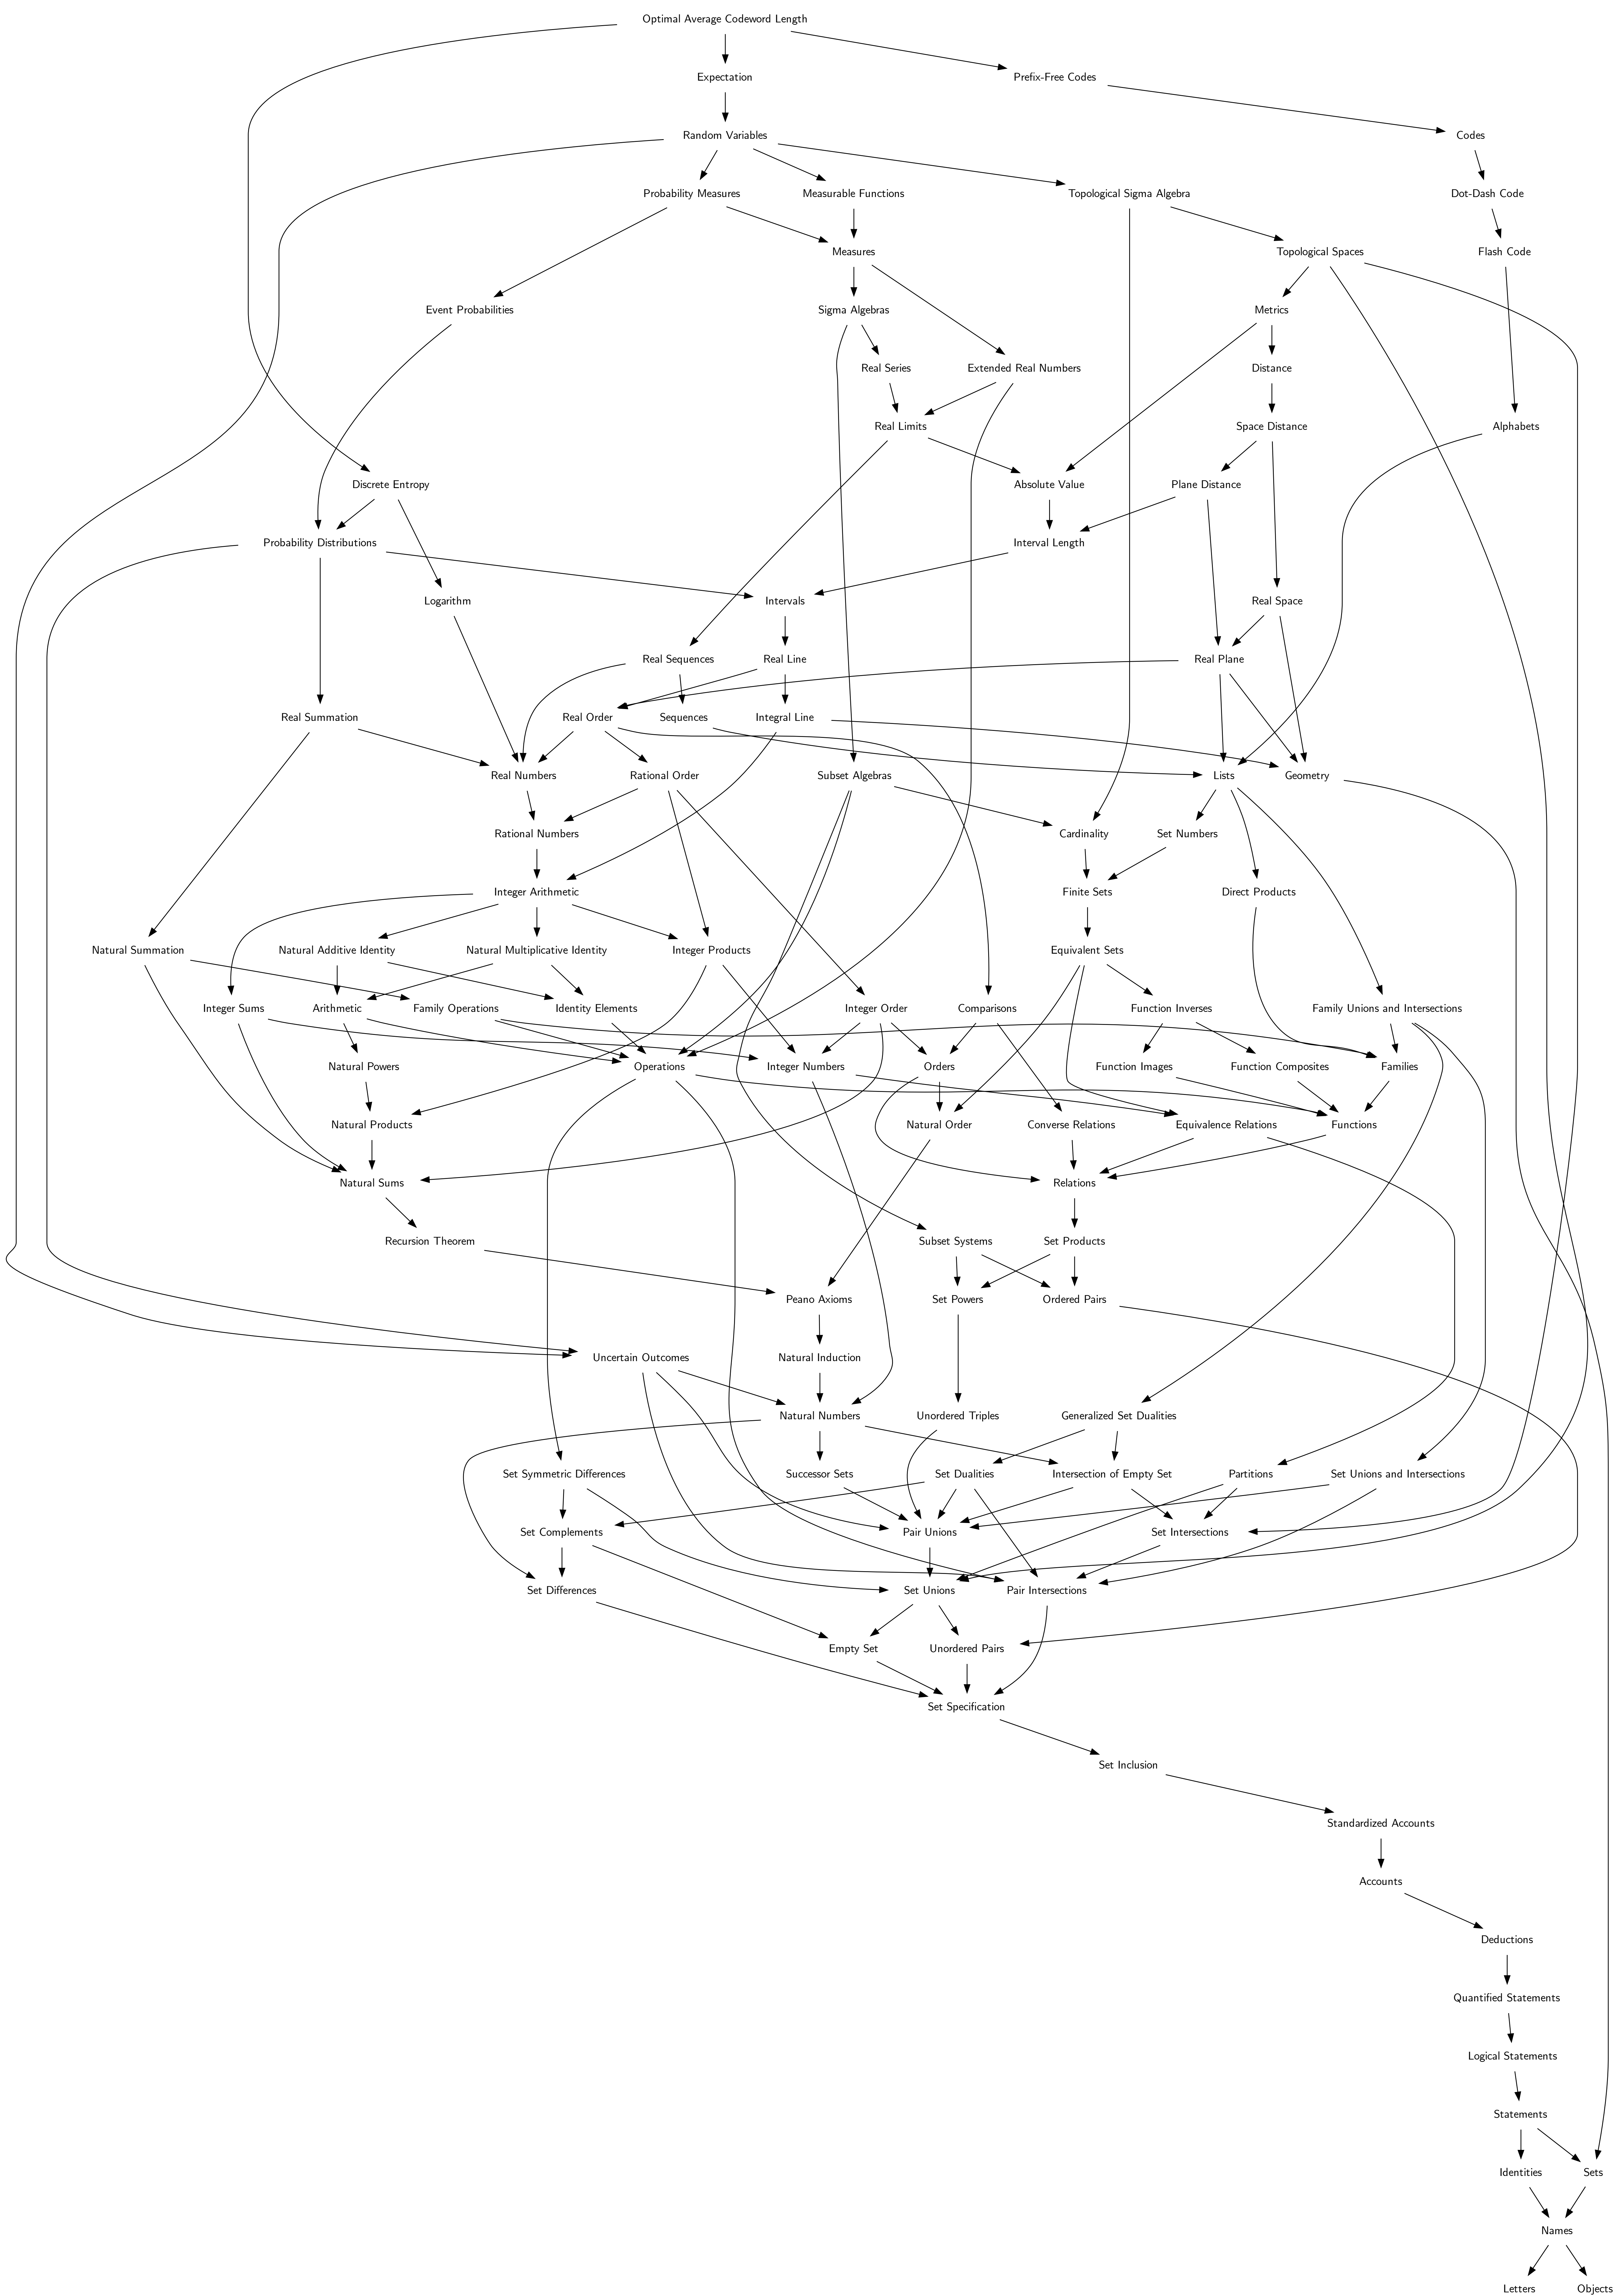 Optimal Average Codeword Length
Expectation
Prefix-Free Codes
Random Variables
Codes
Probability Measures
Measurable Functions
Topological Sigma Algebra
Dot-Dash Code
Measures
Topological Spaces
Flash Code
Event Probabilities
Sigma Algebras
Metrics
Real Series
Extended Real Numbers
Distance
Real Limits
Space Distance
Alphabets
Discrete Entropy
Absolute Value
Plane Distance
Probability Distributions
Interval Length
Logarithm
Intervals
Real Space
Real Sequences
Real Line
Real Plane
Real Summation
Real Order
Sequences
Integral Line
Real Numbers
Rational Order
Subset Algebras
Lists
Geometry
Rational Numbers
Cardinality
Set Numbers
Integer Arithmetic
Finite Sets
Direct Products
Natural Summation
Natural Additive Identity
Natural Multiplicative Identity
Integer Products
Equivalent Sets
Integer Sums
Arithmetic
Family Operations
Identity Elements
Integer Order
Comparisons
Function Inverses
Family Unions and Intersections
Natural Powers
Operations
Integer Numbers
Orders
Function Images
Function Composites
Families
Natural Products
Natural Order
Converse Relations
Equivalence Relations
Functions
Natural Sums
Relations
Recursion Theorem
Subset Systems
Set Products
Peano Axioms
Set Powers
Ordered Pairs
Uncertain Outcomes
Natural Induction
Natural Numbers
Unordered Triples
Generalized Set Dualities
Set Symmetric Differences
Successor Sets
Set Dualities
Intersection of Empty Set
Partitions
Set Unions and Intersections
Set Complements
Pair Unions
Set Intersections
Set Differences
Set Unions
Pair Intersections
Empty Set
Unordered Pairs
Set Specification
Set Inclusion
Standardized Accounts
Accounts
Deductions
Quantified Statements
Logical Statements
Statements
Identities
Sets
Names
Letters
Objects